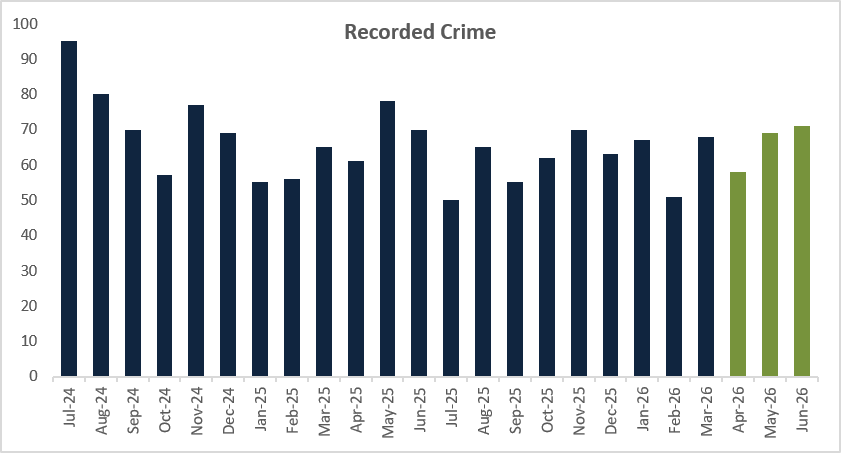 Recorded Crime
100
90
80
70
60
50
40
30
20
10
0
Jul-24
Aug-24
Sep-24
Oct-24
Nov-24
Dec-24
Jan-25
Feb-25
Mar-25
Apr-25
May-25
Jun-25
Jul-25
Aug-25
Sep-25
Oct-25
Nov-25
Dec-25
Jan-26
Feb-26
Mar-26
Apr-26
May-26
Jun-26